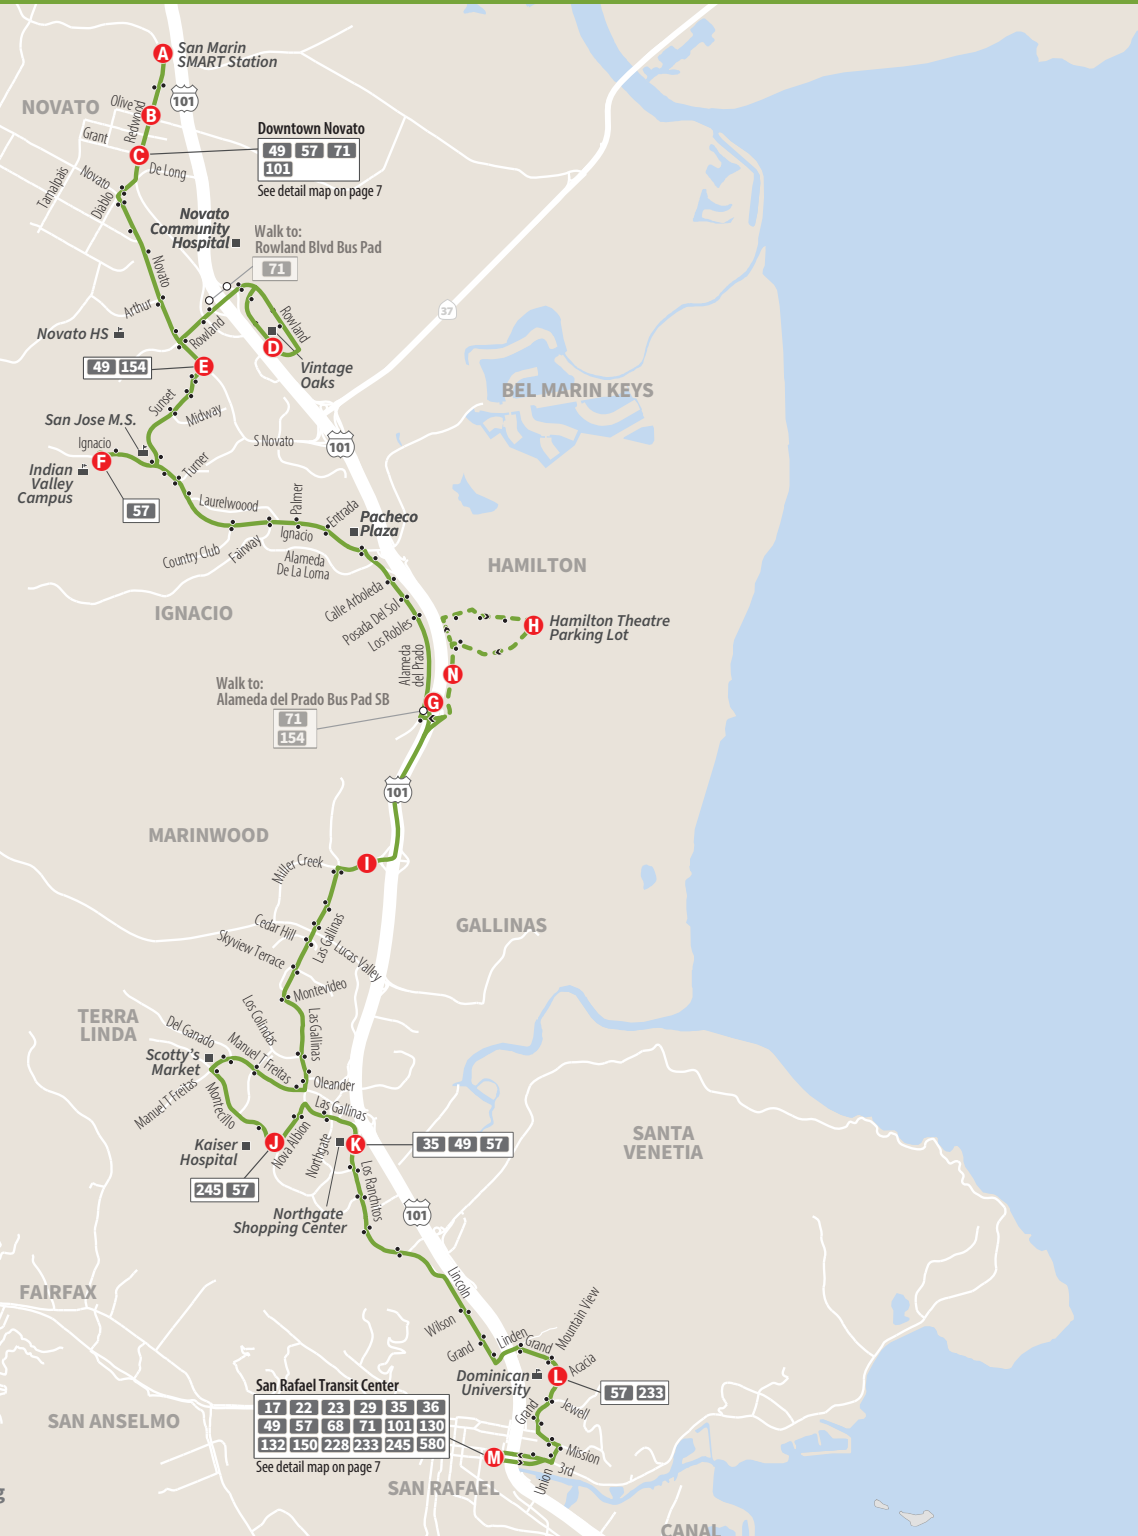 A
San Marin
SMART Station
101
NOVATO
Olive
B
Redwood
Grant
Downtown Novato
49 57 71
101
See detail map on page 7
C
De Long
Novato
Diablo
Tamalpais
Novato
Community
Hospital
Walk to:
Rowland Blvd Bus Pad
71
Novato
Arthur
Rowland
Rowland
37
Novato HS
D
Vintage
Oaks
49 154
E
BEL MARIN KEYS
Sunset
Midway
San Jose M.S.
S Novato
101
Ignacio
F
Turner
Indian
Valley
Campus
57
Laurelwoood
Palmer
Entrada
Pacheco
Plaza
Ignacio
Country Club
Fairway
Alameda
De La Loma
HAMILTON
Calle Arboleda
Posada Del Sol
Los Robles
IGNACIO
H
Hamilton Theatre
Parking Lot
Alameda
del Prado
N
Walk to:
Alameda del Prado Bus Pad SB
G
71
154
101
MARINWOOD
Miller Creek
I
GALLINAS
Cedar Hill
Las Gallinas
Skyview Terrace
Lucas Valley
Montevideo
Los Colindas
Las Gallinas
TERRA
LINDA
Del Ganado
Manuel T Freitas
Scotty's
Market
Oleander
Manuel T Freitas
Montecillo
Las Gallinas
Kaiser
Hospital
J
Nova Albion
Northgate
K
35 49 57
SANTA
VENETIA
245 57
Los Ranchitos
Northgate
Shopping Center
101
Lincoln
FAIRFAX
Wilson
Grand
Linden
Grand
Mountain View
Acacia
Dominican
University
L
57 233
San Rafael Transit Center
17 22 23 29 35 36
49 57 68 71 101 130
132 150 228 233 245 580
See detail map on page 7
Grand
Jewell
SAN ANSELMO
M
Mission
3rd
Union
SAN RAFAEL
g
CANAL